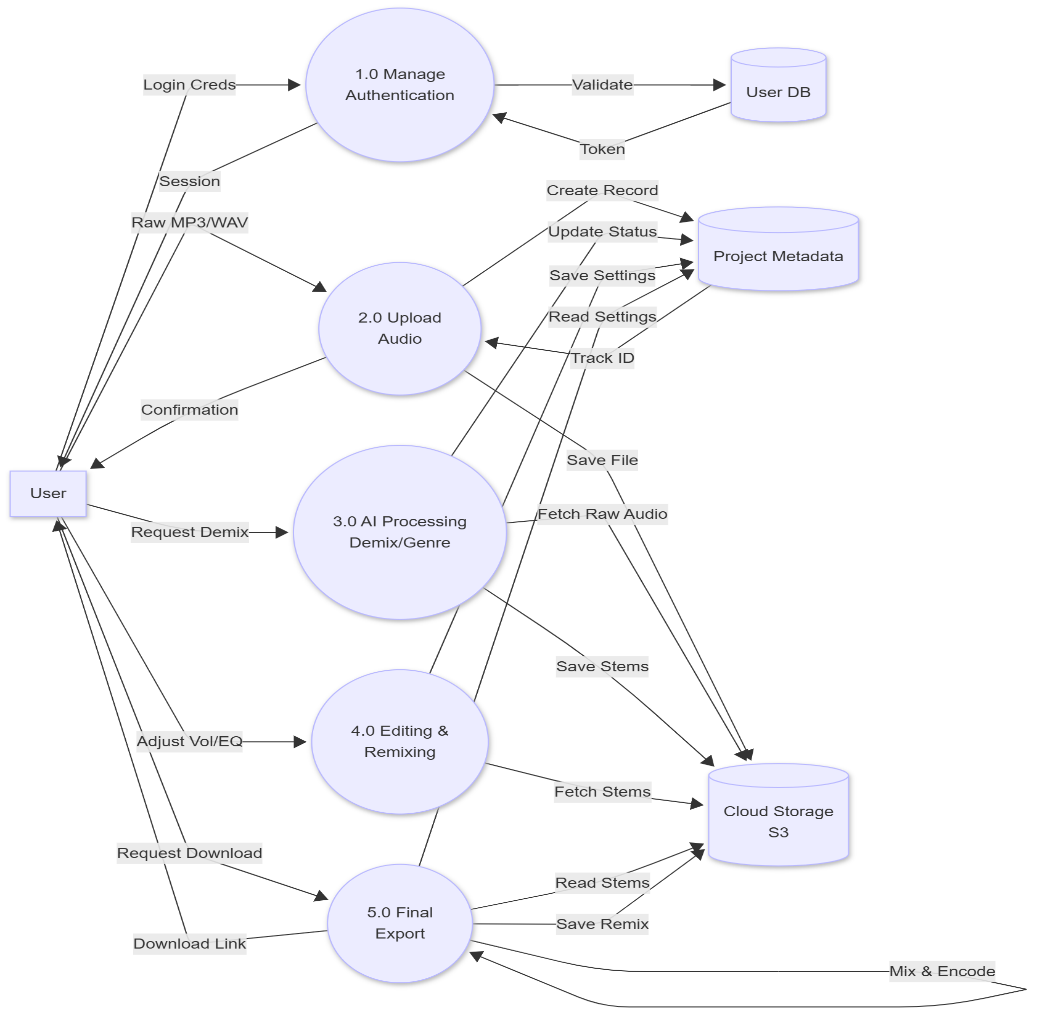 Login Creds
1.0 Manage
Authentication
Validate
User DB
Token
Session
Raw MP3/WAV
Create Record
Update Status
Project Metadata
Save Settings
Read Settings
2.0 Upload
Audio
Track ID
Confirmation
Save File
User
Request Demix
3.0 AI Processing
Demix/Genre
Fetch Raw Audio
Save Stems
Adjust Vol/EQ
4.0 Editing &
Remixing
Fetch Stems
Cloud Storage
S3
Request Download
Read Stems
5.0 Final
Export
Save Remix
Download Link
Mix & Encode